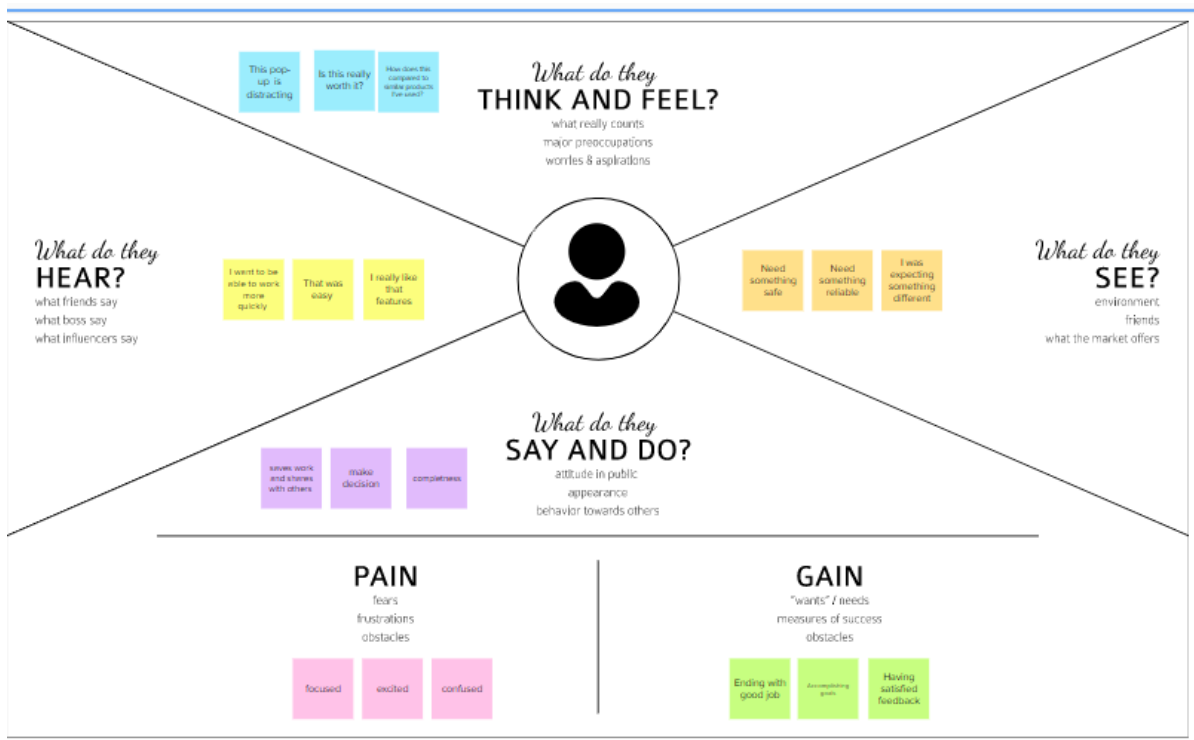 This pop-
up is
distracting
Is this really
worth it?
How does this
compared to
similar products
I've used?
What do they
THINK AND FEEL?
what really counts
major preoccupations
worries & aspirations
What do they
HEAR?
what friends say
what boss say
what influencers say
I want to be
able to work
more
quickly
That was
easy
I really like
that
features
Need
something
safe
Need
something
reliable
I was
expecting
something
different
What do they
SEE?
environment
friends
what the market offers
What do they
SAY AND DO?
attitude in public
appearance
behavior towards others
saves work
and shares
with others
make
decision
completness
PAIN
fears
frustrations
obstacles
focused
excited
confused
GAIN
"wants" / needs
measures of success
obstacles
Ending with
good job
Accomplishing
goals
Having
satisfied
feedback